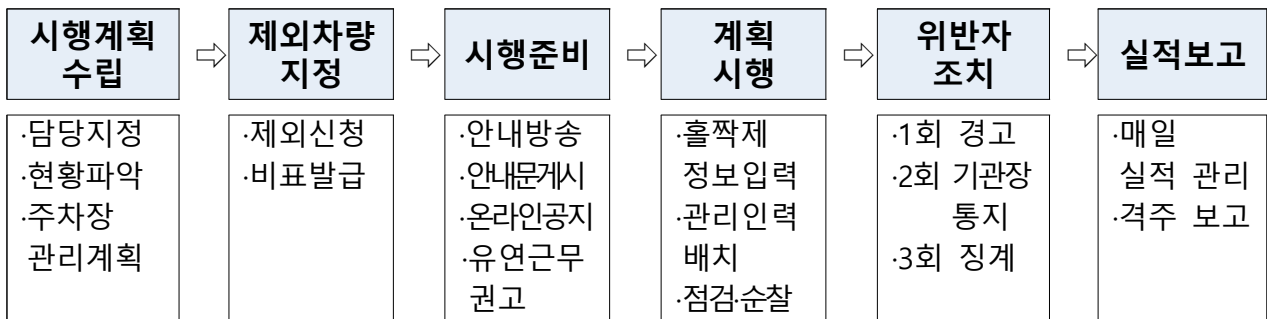 시행계획
수립
⇨
제외차량
지정
⇨
시행준비
⇨
계획
시행
⇨
위반자
조치
⇨
실적보고
·담당지정
·현황파악
·주차장
관리계획
·제외신청
·비표발급
·안내방송
·안내문게시
·온라인공지
·유연근무
권고
·홀짝제
정보입력
·관리인력
배치
·점검·순찰
·1회 경고
·2회 기관장
통지
·3회 징계
·매일
실적 관리
·격주 보고